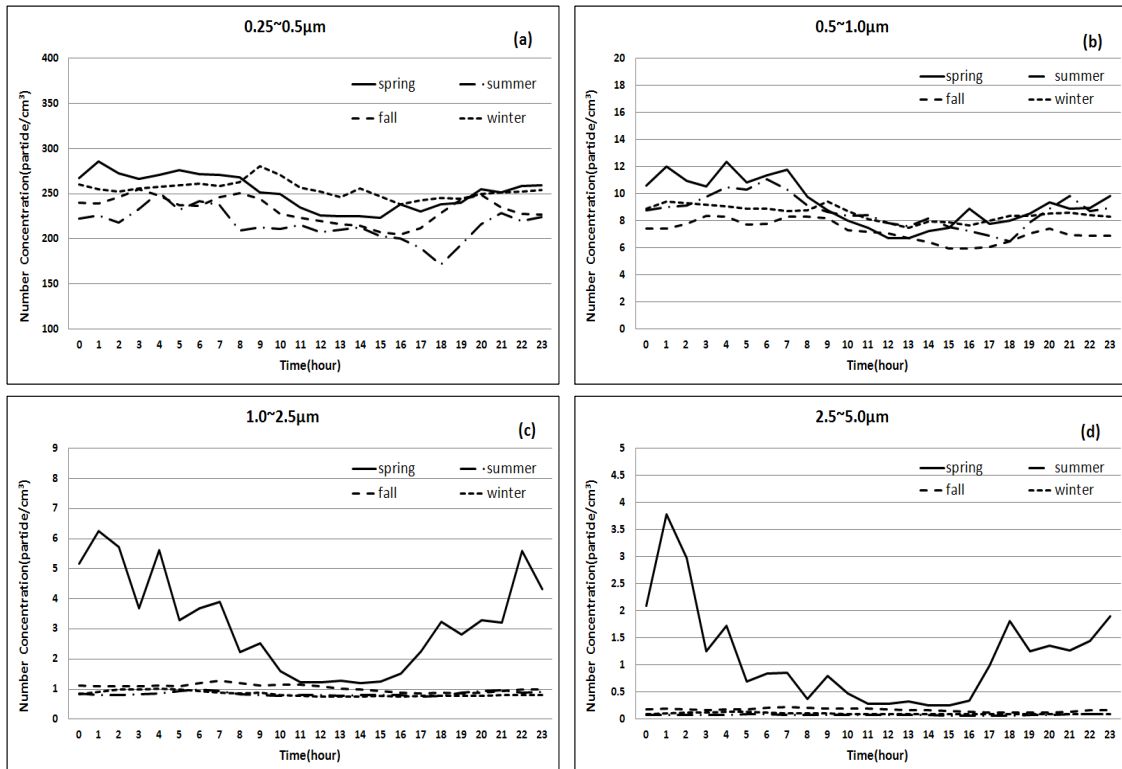 0.25~0.5μm
(a)
Number Concentration(partide/cm³)
400
350
300
250
200
150
100
spring
summer
fall
winter
0 1 2 3 4 5 6 7 8 9 10 11 12 13 14 15 16 17 18 19 20 21 22 23
Time(hour)
0.5~1.0μm
(b)
Number Concentration(partide/cm³)
20
18
16
14
12
10
8
6
4
2
0
spring
summer
fall
winter
0 1 2 3 4 5 6 7 8 9 10 11 12 13 14 15 16 17 18 19 20 21 22 23
Time(hour)
1.0~2.5μm
(c)
Number Concentration(partide/cm³)
9
8
7
6
5
4
3
2
1
0
spring
summer
fall
winter
0 1 2 3 4 5 6 7 8 9 10 11 12 13 14 15 16 17 18 19 20 21 22 23
Time(hour)
2.5~5.0μm
(d)
Number Concentration(partide/cm³)
5
4.5
4
3.5
3
2.5
2
1.5
1
0.5
0
spring
summer
fall
winter
0 1 2 3 4 5 6 7 8 9 10 11 12 13 14 15 16 17 18 19 20 21 22 23
Time(hour)